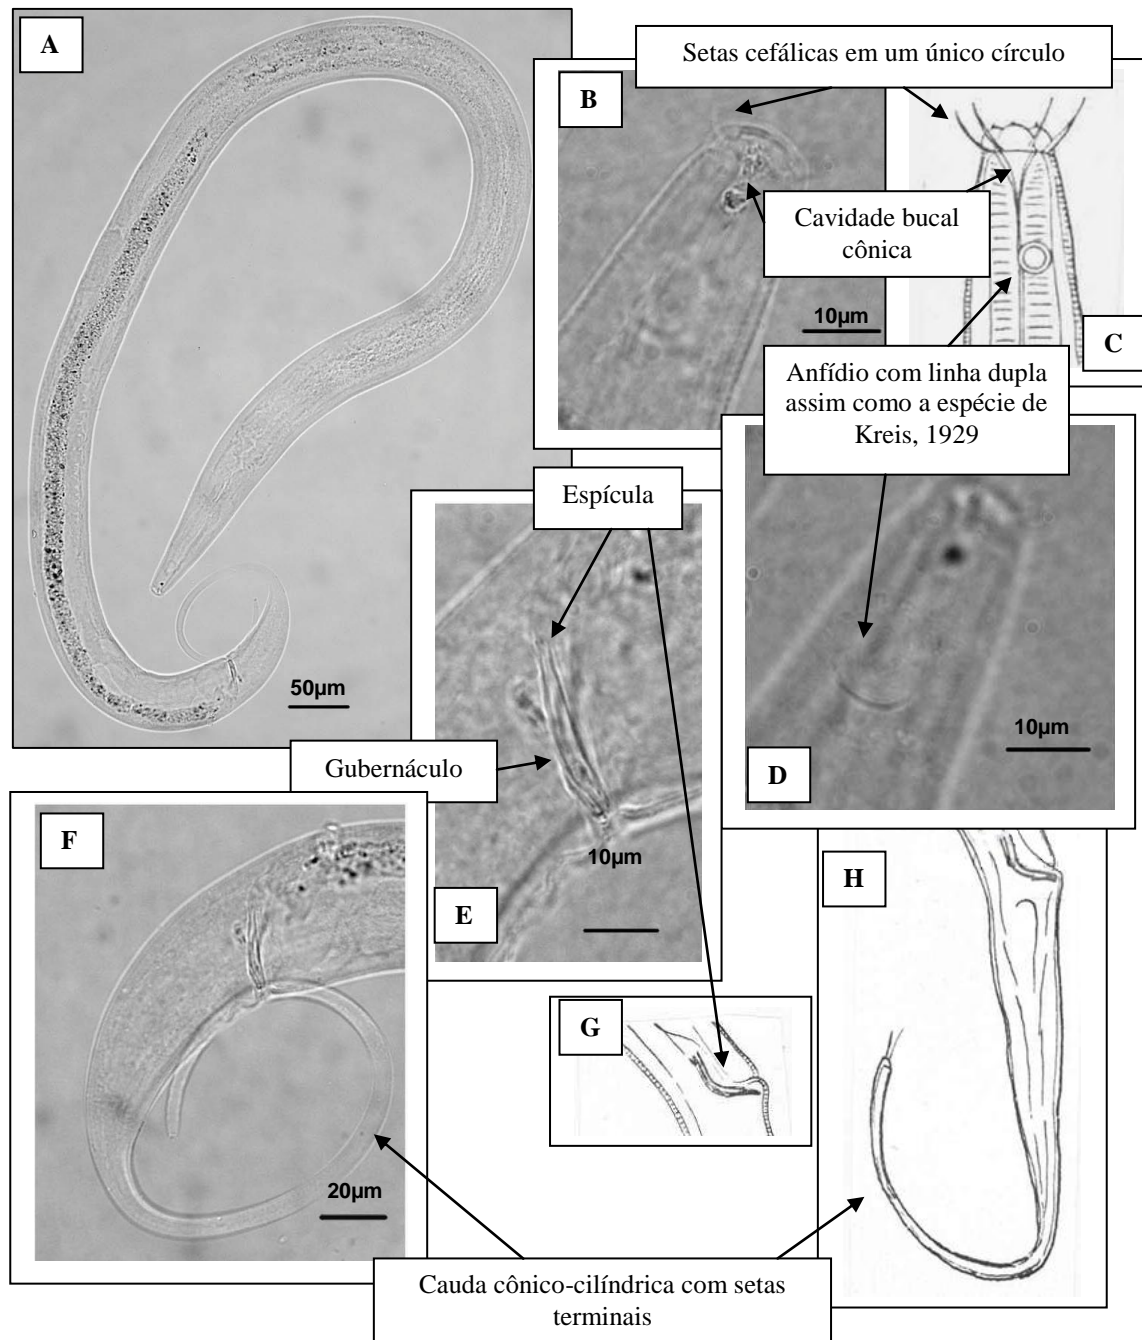 A
Setas cefálicas em um único círculo
B
Cavidade bucal
cônica
10µm
C
Anfídio com linha dupla
assim como a espécie de
Kreis, 1929
Espícula
50µm
10µm
D
Gubernáculo
F
10µm
E
H
G
20µm
Cauda cônico-cilíndrica com setas
terminais